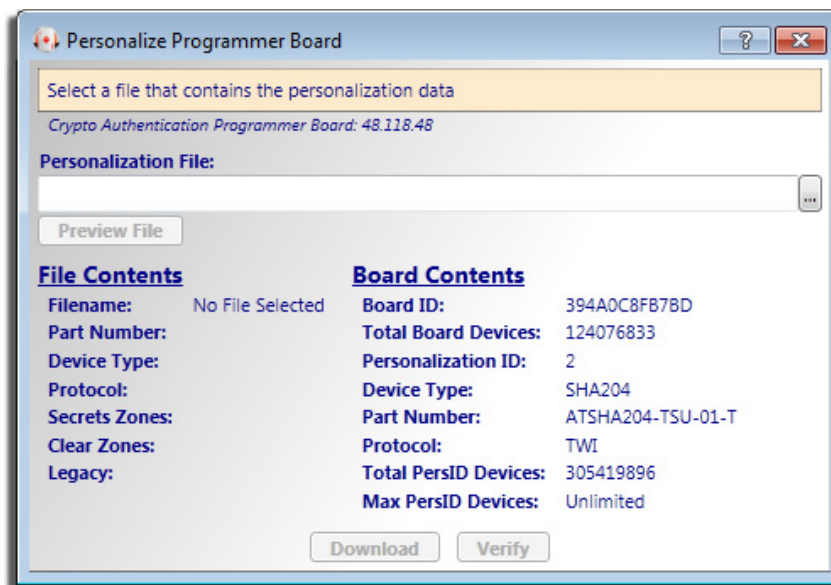 Personalize Programmer Board
Select a file that contains the personalization data
Crypto Authentication Programmer Board: 48.118.48
Personalization File:
...
Preview File
File Contents
Filename: No File Selected
Part Number:
Device Type:
Protocol:
Secrets Zones:
Clear Zones:
Legacy:
Board Contents
Board ID: 394A0C8FB7BD
Total Board Devices: 124076833
Personalization ID: 2
Device Type: SHA204
Part Number: ATSHA204-TSU-01-T
Protocol: TWI
Total PersID Devices: 305419896
Max PersID Devices: Unlimited
Download Verify